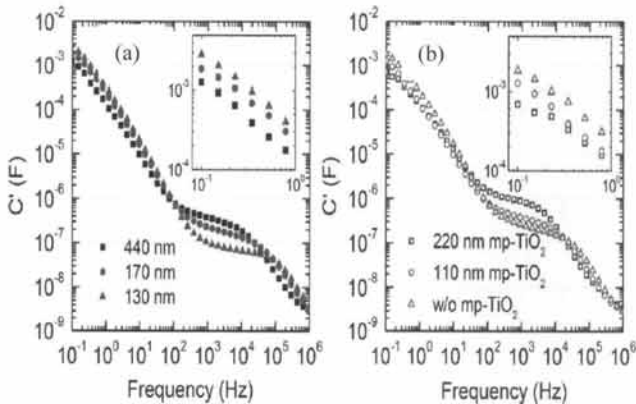 (a)
10⁻³
10⁻⁴
10⁻¹
10⁰
10⁻²
10⁻³
10⁻⁴
10⁻⁵
10⁻⁶
10⁻⁷
10⁻⁸
10⁻⁹
C' (F)
440 nm
170 nm
130 nm
10⁻¹ 10⁰ 10¹ 10² 10³ 10⁴ 10⁵ 10⁶
Frequency (Hz)
(b)
10⁻³
10⁻⁴
10⁻¹
10⁰
10⁻²
10⁻³
10⁻⁴
10⁻⁵
10⁻⁶
10⁻⁷
10⁻⁸
10⁻⁹
C' (F)
220 nm mp-TiO₂
110 nm mp-TiO₂
w/o mp-TiO₂
10⁻¹ 10⁰ 10¹ 10² 10³ 10⁴ 10⁵ 10⁶
Frequency (Hz)